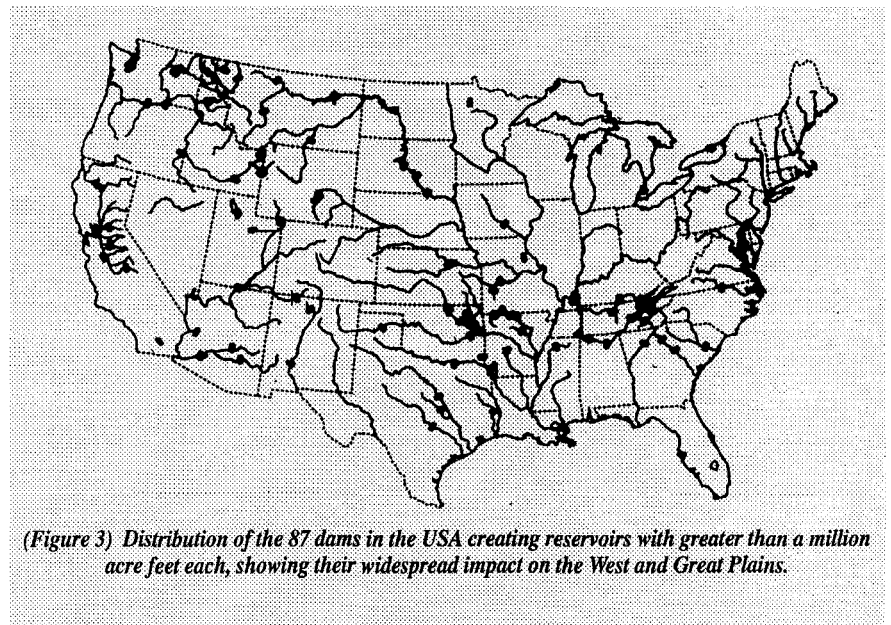 (Figure 3) Distribution of the 87 dams in the USA creating reservoirs with greater than a million
acre feet each, showing their widespread impact on the West and Great Plains.